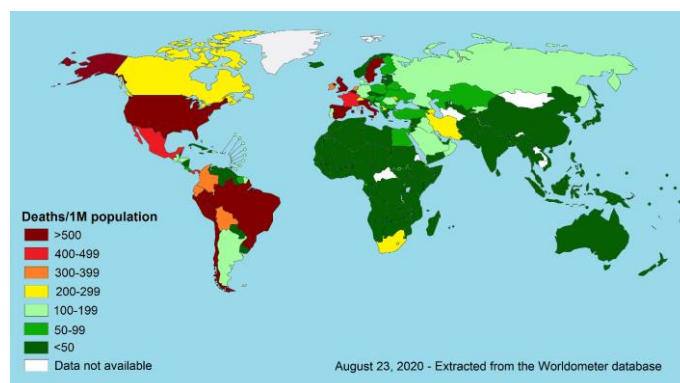 Deaths/1M population
>500
400-499
300-399
200-299
100-199
50-99
<50
Data not available
August 23, 2020 - Extracted from the Worldometer database